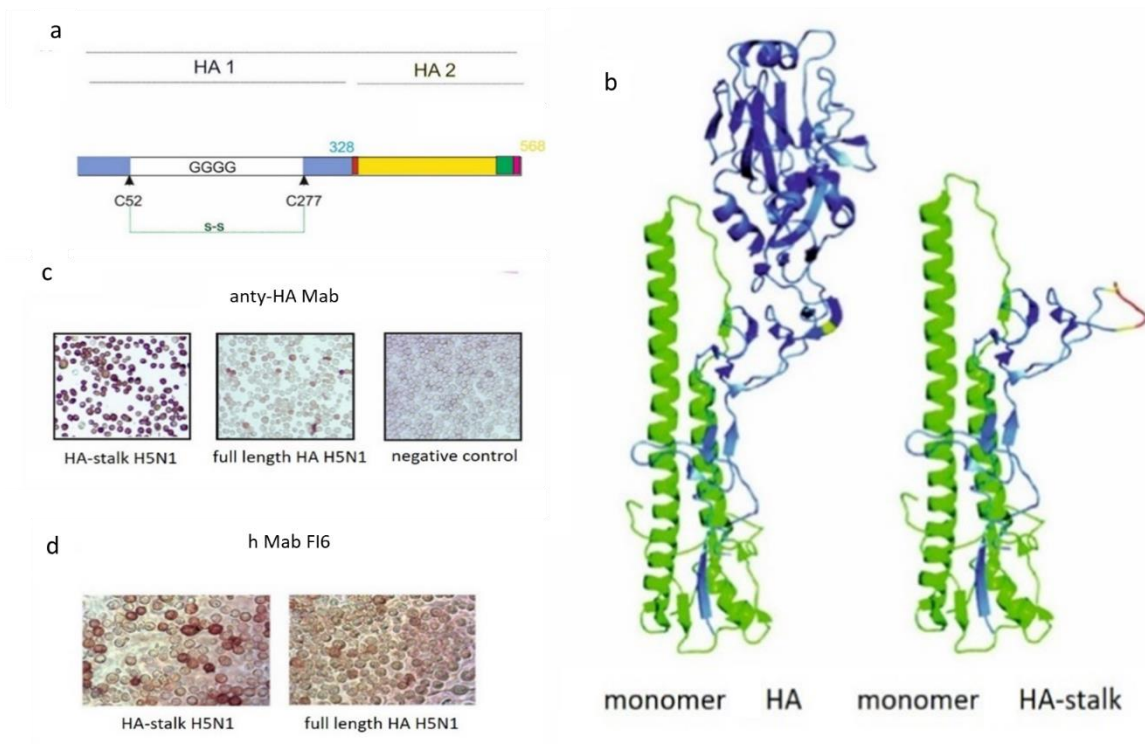 a
HA 1
HA 2
328
568
GGGG
C52
C277
s-s
b
monomer HA
monomer HA-stalk
c
anty-HA Mab
HA-stalk H5N1
full length HA H5N1
negative control
d
h Mab FI6
HA-stalk H5N1
full length HA H5N1